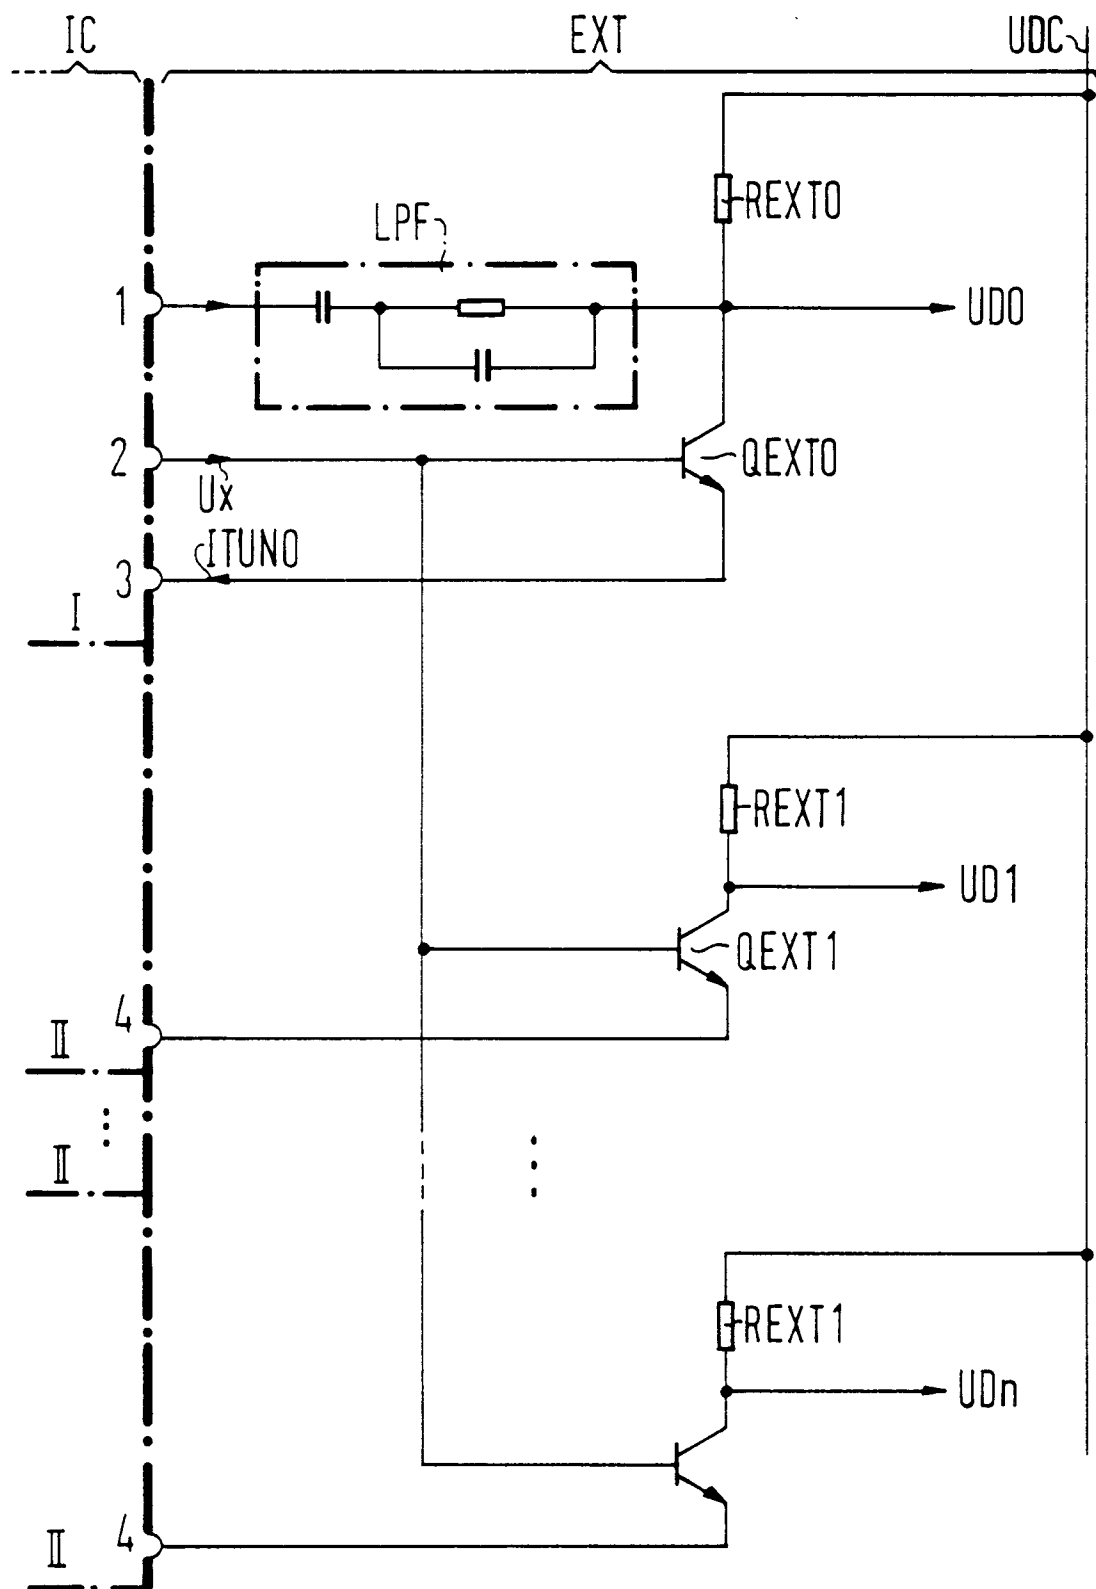 IC EXT UDC
REXT0
LPF
1 UD0
2 QEXT0
Ux
ITUN0
3
I
REXT1
UD1
QEXT1
4
II
II
REXT1
UDn
4
II